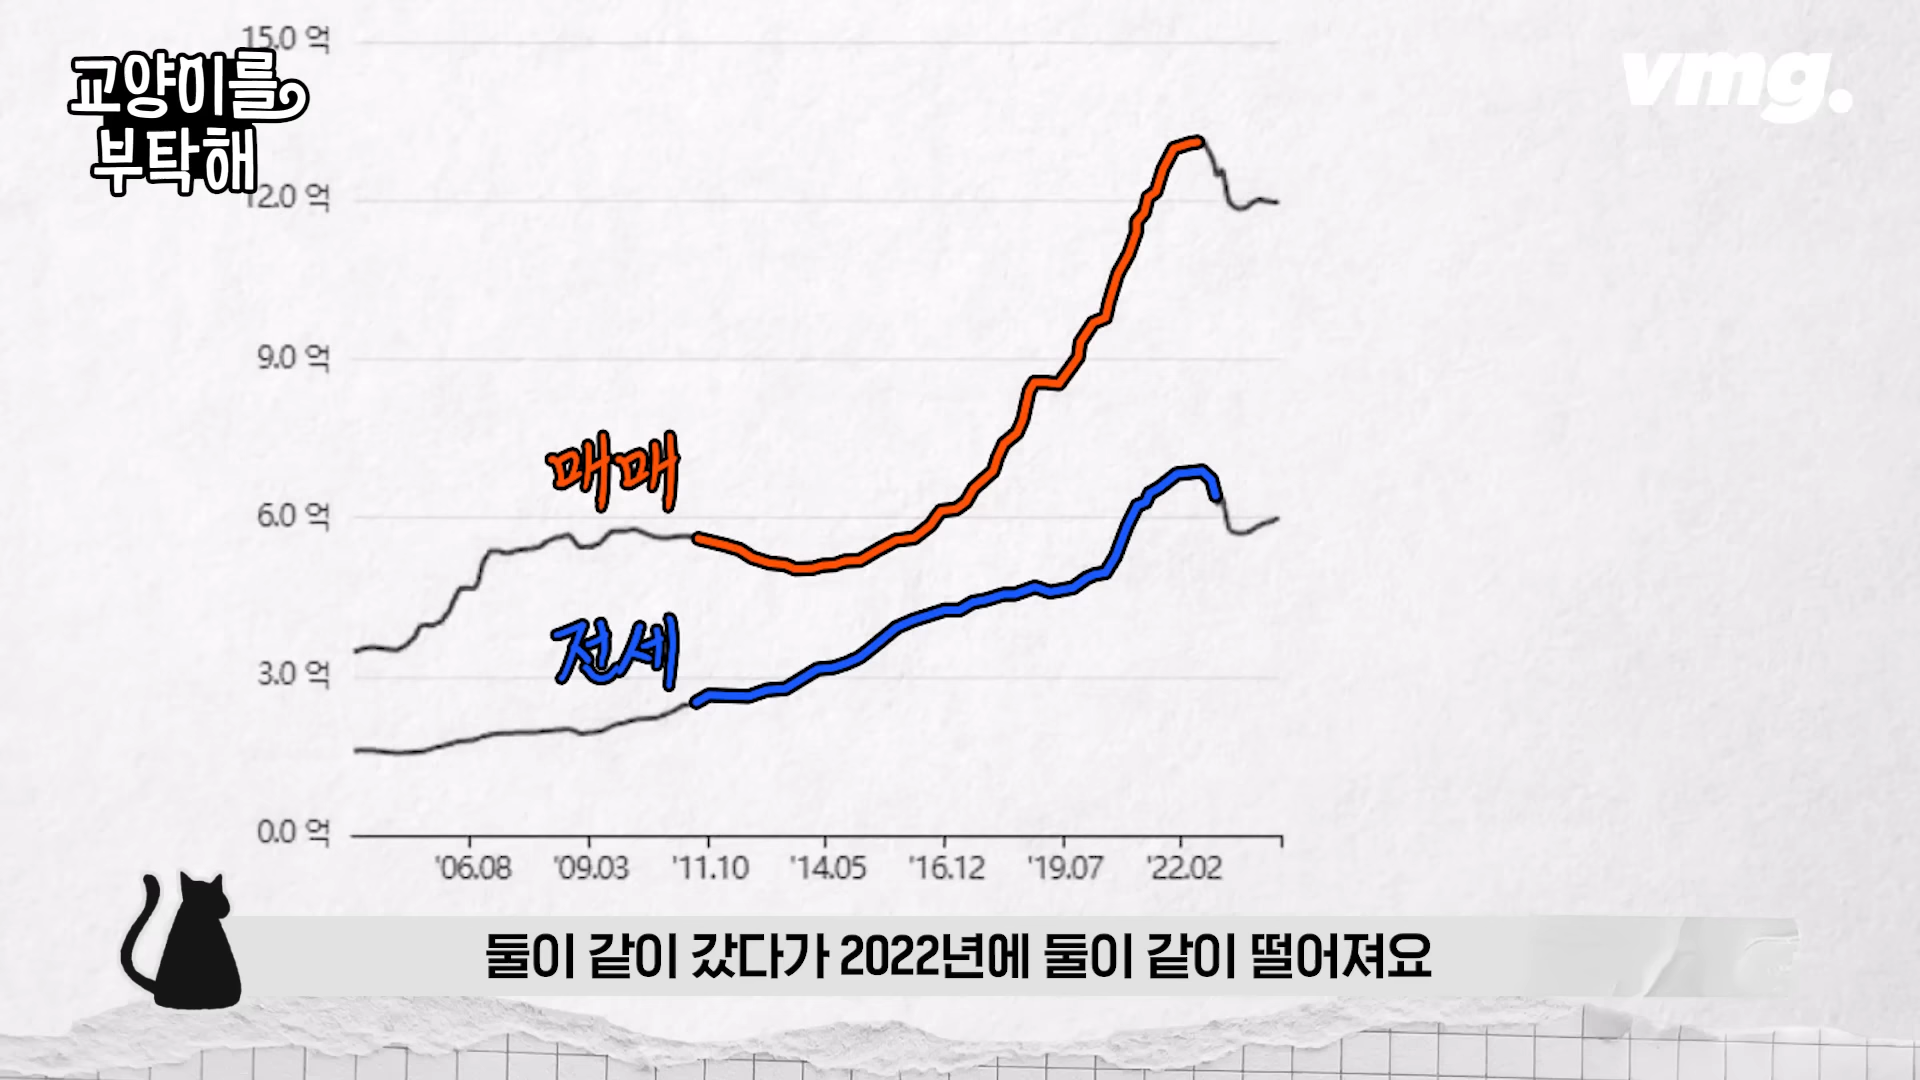 15.0 억
교양이를
부탁해
vmg.
12.0 억
9.0 억
매매
6.0 억
전세
3.0 억
0.0 억
'06.08 '09.03 '11.10 '14.05 '16.12 '19.07 '22.02
둘이 같이 갔다가 2022년에 둘이 같이 떨어져요